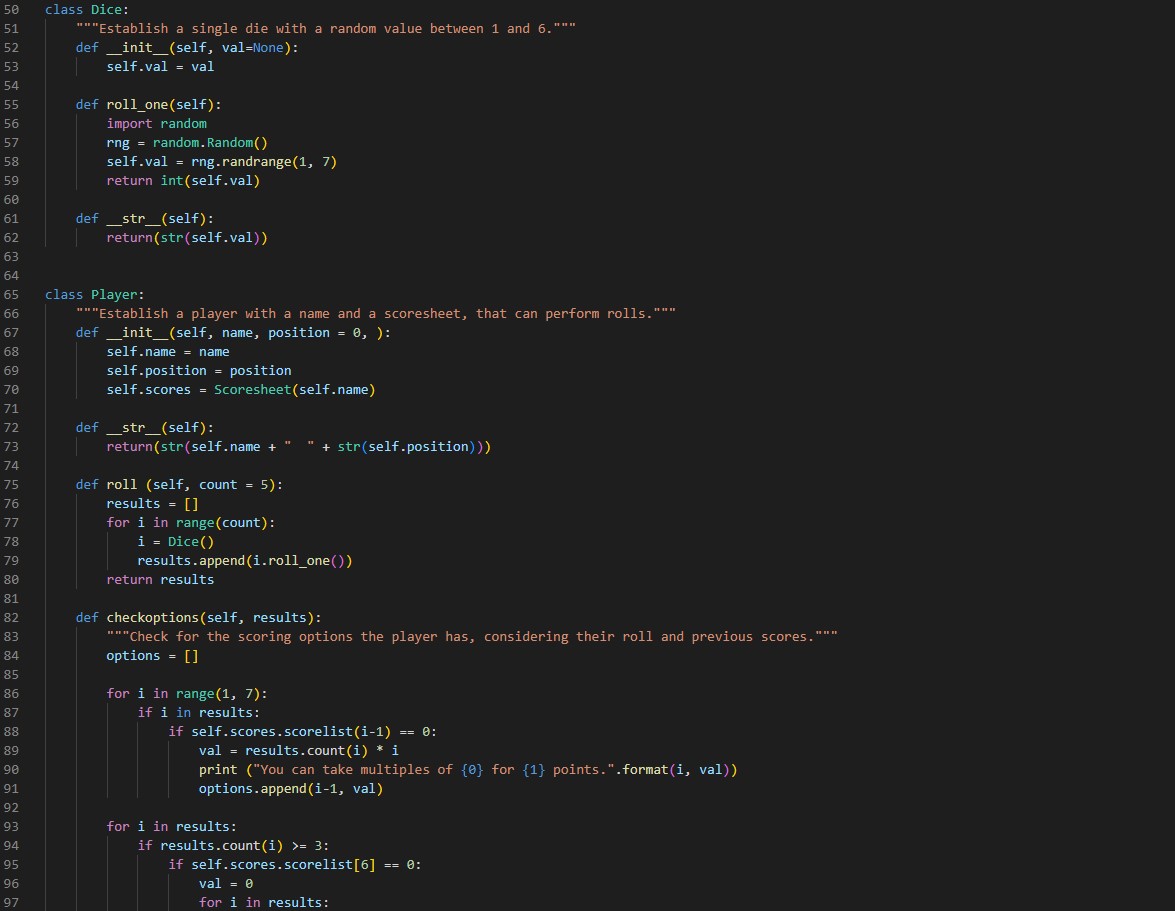 50 class Dice:
51     """Establish a single die with a random value between 1 and 6."""
52     def __init__(self, val=None):
53         self.val = val
54
55     def roll_one(self):
56         import random
57         rng = random.Random()
58         self.val = rng.randrange(1, 7)
59         return int(self.val)
60
61     def __str__(self):
62         return(str(self.val))
63
64
65 class Player:
66     """Establish a player with a name and a scoresheet, that can perform rolls."""
67     def __init__(self, name, position = 0, ):
68         self.name = name
69         self.position = position
70         self.scores = Scoresheet(self.name)
71
72     def __str__(self):
73         return(str(self.name + "  " + str(self.position)))
74
75     def roll (self, count = 5):
76         results = []
77         for i in range(count):
78             i = Dice()
79             results.append(i.roll_one())
80         return results
81
82     def checkoptions(self, results):
83         """Check for the scoring options the player has, considering their roll and previous scores."""
84         options = []
85
86         for i in range(1, 7):
87             if i in results:
88                 if self.scores.scorelist(i-1) == 0:
89                     val = results.count(i) * i
90                     print ("You can take multiples of {0} for {1} points.".format(i, val))
91                     options.append(i-1, val)
92
93         for i in results:
94             if results.count(i) >= 3:
95                 if self.scores.scorelist[6] == 0:
96                     val = 0
97                     for i in results: